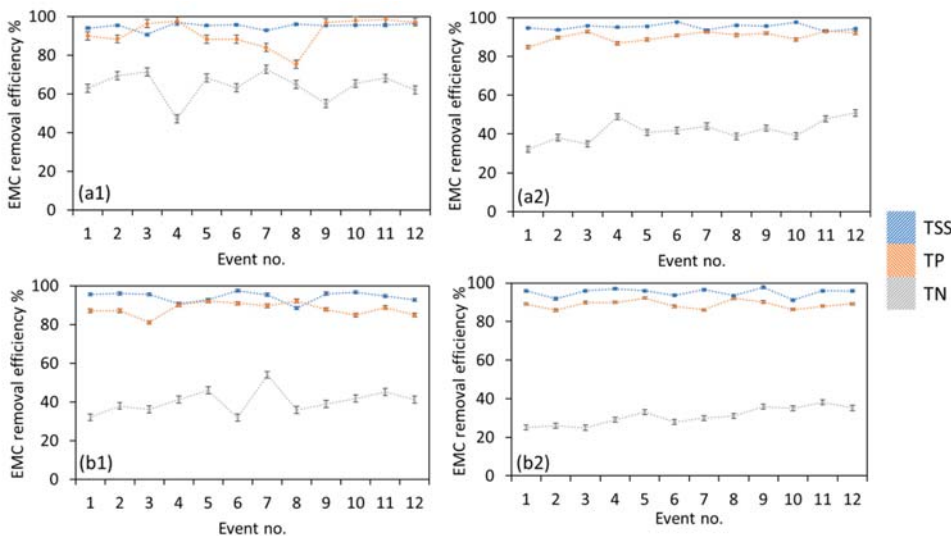 EMC removal efficiency %
100
80
60
40
20
0
(a1)
1 2 3 4 5 6 7 8 9 10 11 12
Event no.
EMC removal efficiency %
100
80
60
40
20
0
(a2)
1 2 3 4 5 6 7 8 9 10 11 12
Event no.
TSS
TP
TN
EMC removal efficiency %
100
80
60
40
20
0
(b1)
1 2 3 4 5 6 7 8 9 10 11 12
Event no.
EMC removal efficiency %
100
80
60
40
20
0
(b2)
1 2 3 4 5 6 7 8 9 10 11 12
Event no.